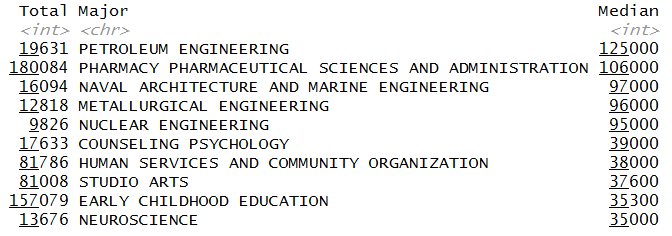 Total Major Median
<int> <chr> <int>
19631 PETROLEUM ENGINEERING 125000
180084 PHARMACY PHARMACEUTICAL SCIENCES AND ADMINISTRATION 106000
16094 NAVAL ARCHITECTURE AND MARINE ENGINEERING 97000
12818 METALLURGICAL ENGINEERING 96000
9826 NUCLEAR ENGINEERING 95000
17633 COUNSELING PSYCHOLOGY 39000
81786 HUMAN SERVICES AND COMMUNITY ORGANIZATION 38000
81008 STUDIO ARTS 37600
157079 EARLY CHILDHOOD EDUCATION 35300
13676 NEUROSCIENCE 35000